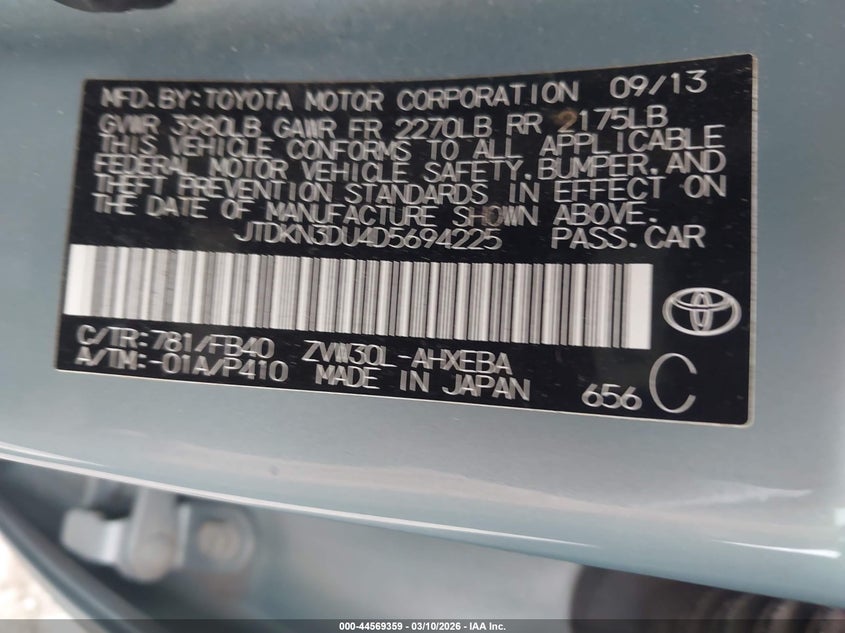 MFD.BY:TOYOTA MOTOR CORPORATION 09/13
GVWR 3980LB GAWR FR 2270LB RR 2175LB
THIS VEHICLE CONFORMS TO ALL APPLICABLE
FEDERAL MOTOR VEHICLE SAFETY,BUMPER,AND
THEFT PREVENTION STANDARDS IN EFFECT ON
THE DATE OF MANUFACTURE SHOWN ABOVE.
JTDKN3DU4D5694225 PASS.CAR
C/TR:781/FB40 ZVW30L-AHXEBA
A/TM:-01A/P410 MADE IN JAPAN 656 C
000-44569359 | 03/10/2026 - IAA Inc.